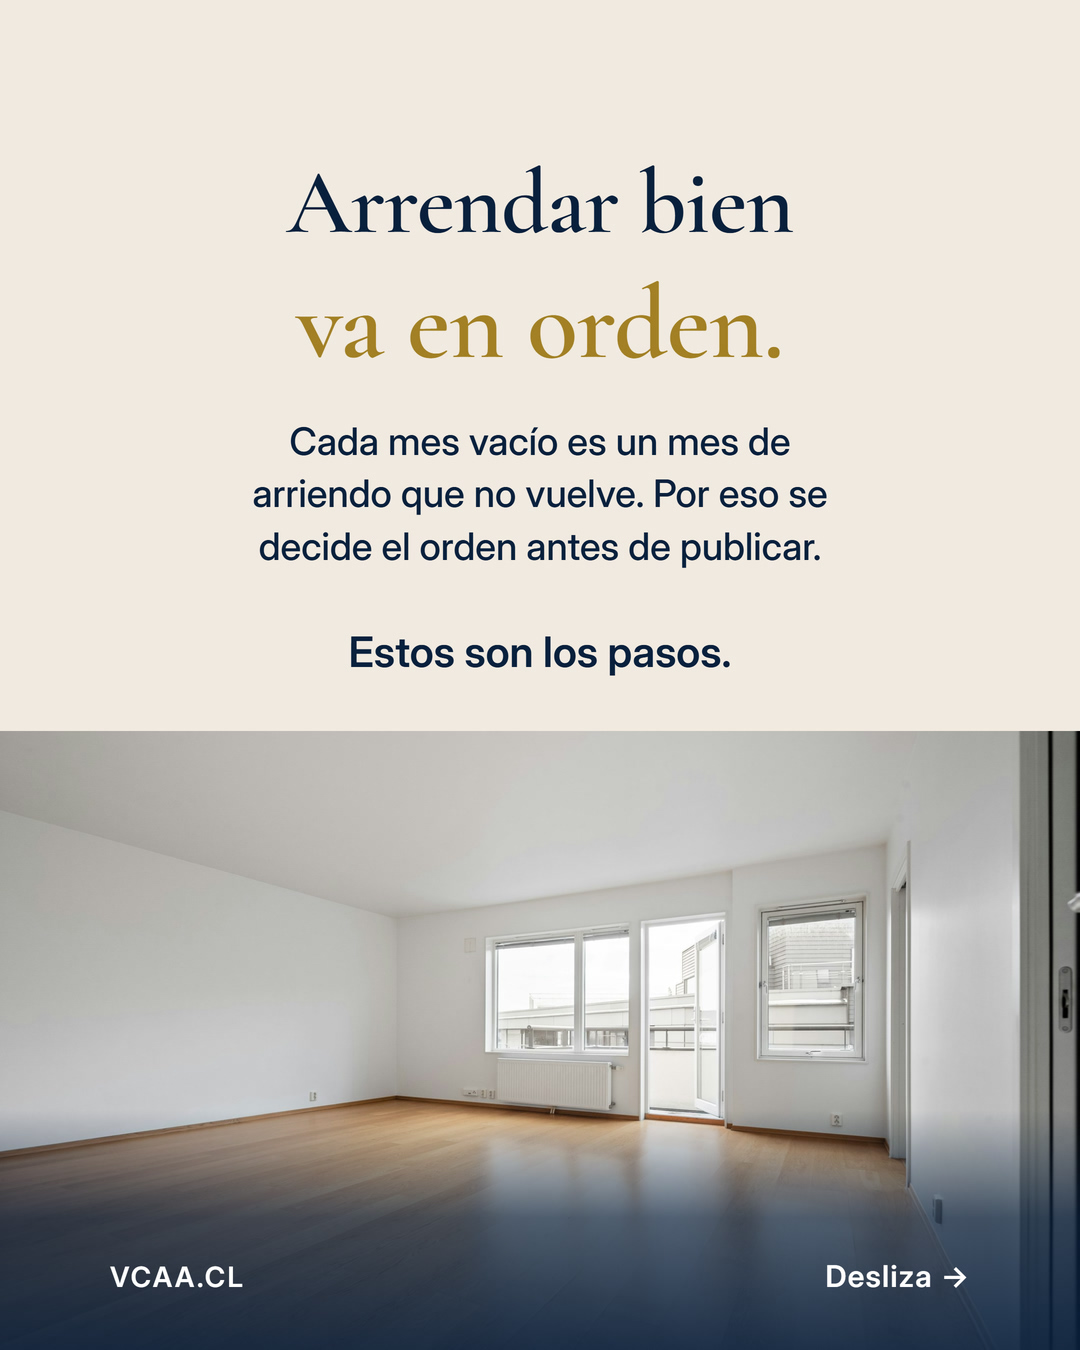 Arrendar bien
va en orden.
Cada mes vacío es un mes de
arriendo que no vuelve. Por eso se
decide el orden antes de publicar.
Estos son los pasos.
VCAA.CL
Desliza →